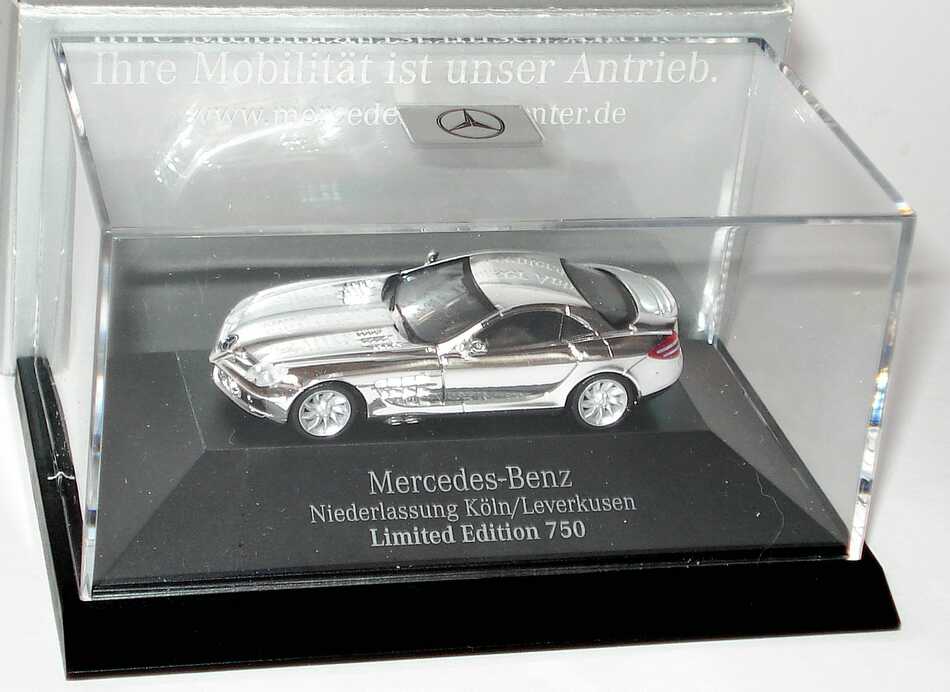 Ihre Mobilität ist unser Antrieb.
Mercedes-Benz
Niederlassung Köln/Leverkusen
Limited Edition 750